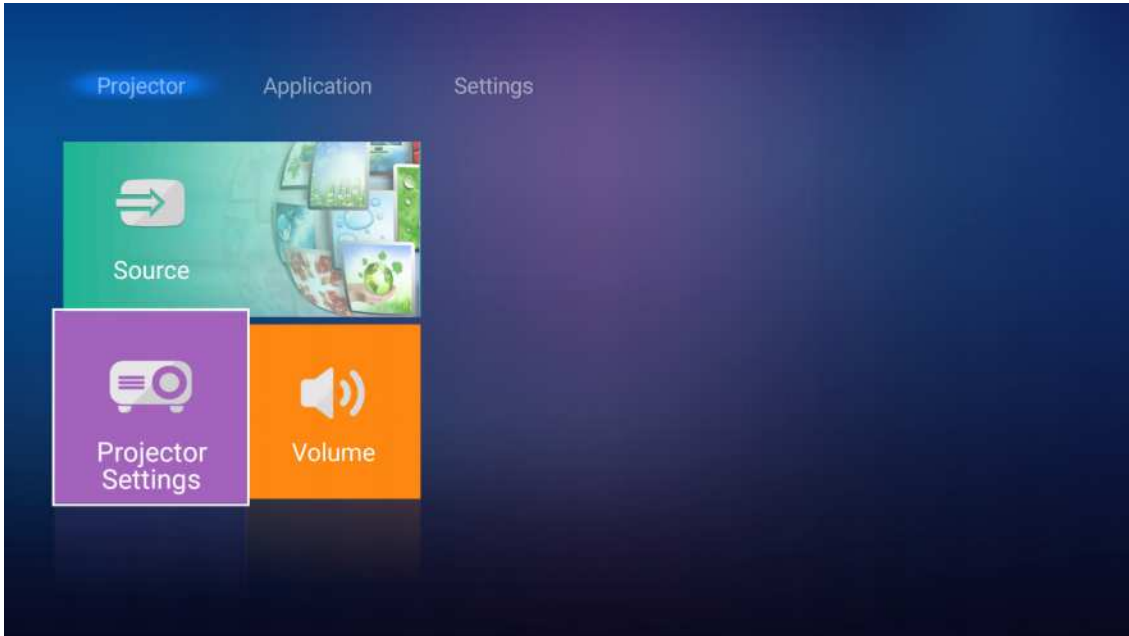 Projector
Application
Settings
Source
Projector
Settings
Volume